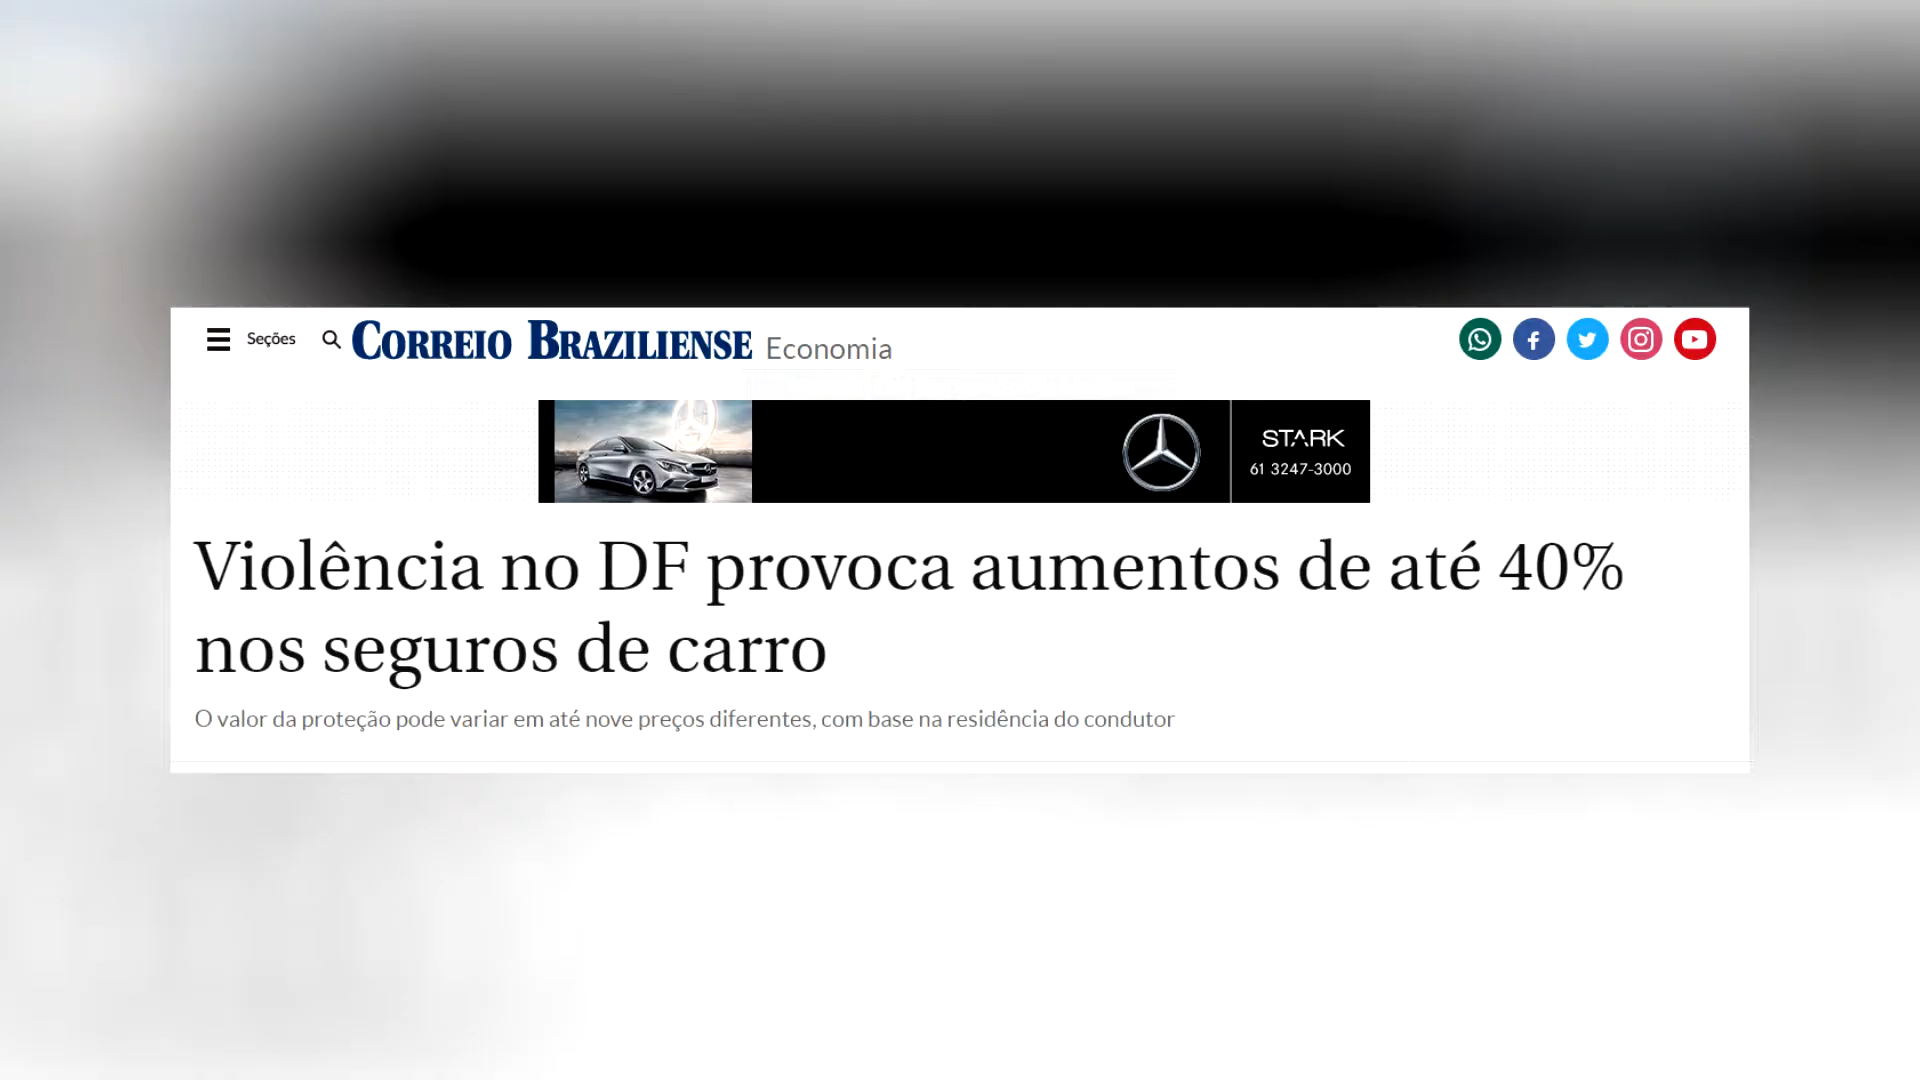 Seções
CORREIO BRAZILIENSE Economia
STARK
61 3247-3000
Violência no DF provoca aumentos de até 40%
nos seguros de carro
O valor da proteção pode variar em até nove preços diferentes, com base na residência do condutor